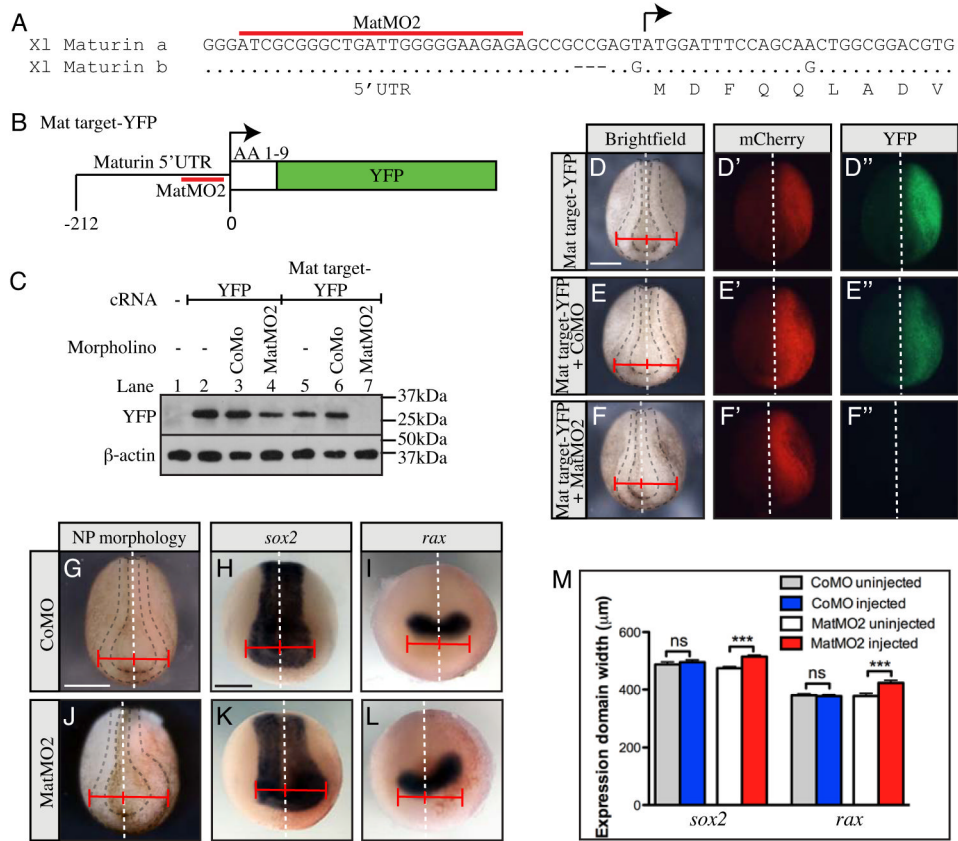 A
MatMO2
Xl Maturin a GGGATCGCGGGCTGATTGGGGGAAGAGAGCCGCCGAGTATGGATTTCCAGCAACTGGCGGACGTG
Xl Maturin b ..................................---..G..............G............
5'UTR M D F Q Q L A D V
B Mat target-YFP
Maturin 5'UTR
AA 1-9
YFP
MatMO2
-212
0
C
Mat target-
cRNA - YFP YFP
Morpholino - - CoMo MatMO2 - CoMo MatMO2
Lane 1 2 3 4 5 6 7
37kDa
YFP
25kDa
50kDa
β-actin
37kDa
Brightfield mCherry YFP
Mat target-YFP
D D' D''
Mat target-YFP
+ CoMO
E E' E''
Mat target-YFP
+ MatMO2
F F' F''
NP morphology sox2 rax
CoMO
G H I
MatMO2
J K L
M
CoMO uninjected
CoMO injected
MatMO2 uninjected
MatMO2 injected
Expression domain width (μm)
600
400
200
0
ns *** ns ***
sox2 rax